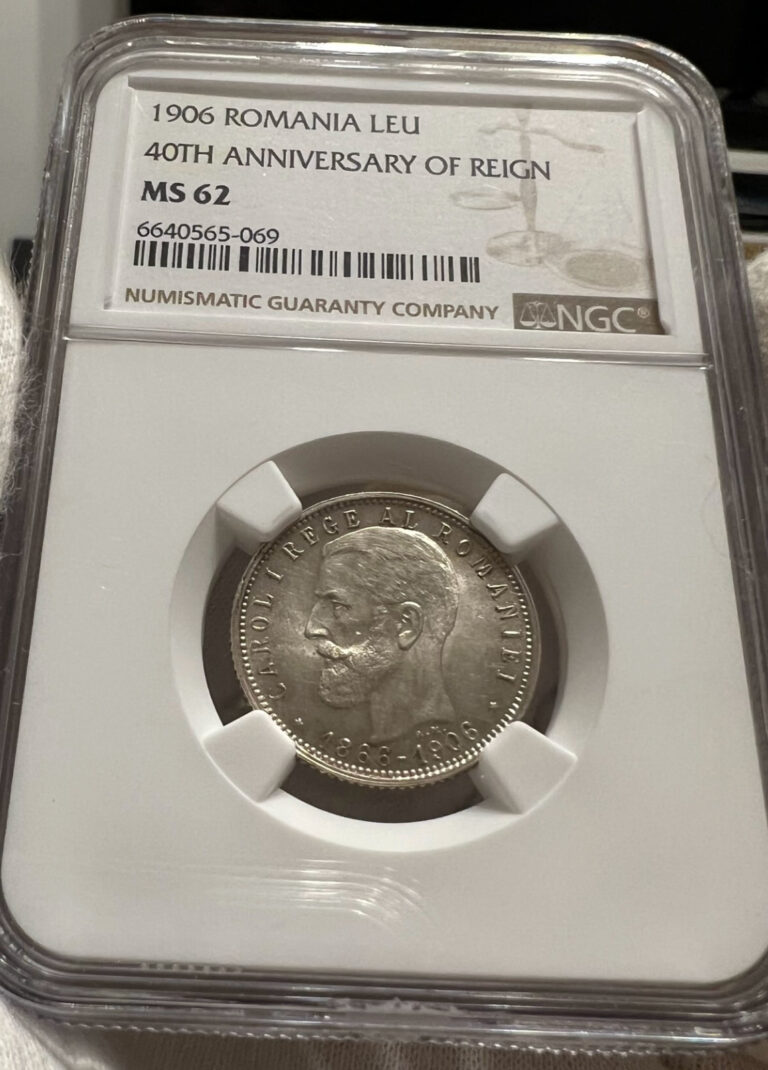 1906 ROMANIA LEU
40TH ANNIVERSARY OF REIGN
MS 62
6640565-069
NUMISMATIC GUARANTY COMPANY NGC®
CAROL I REGE AL ROMANIEI
* 1866-1906 *